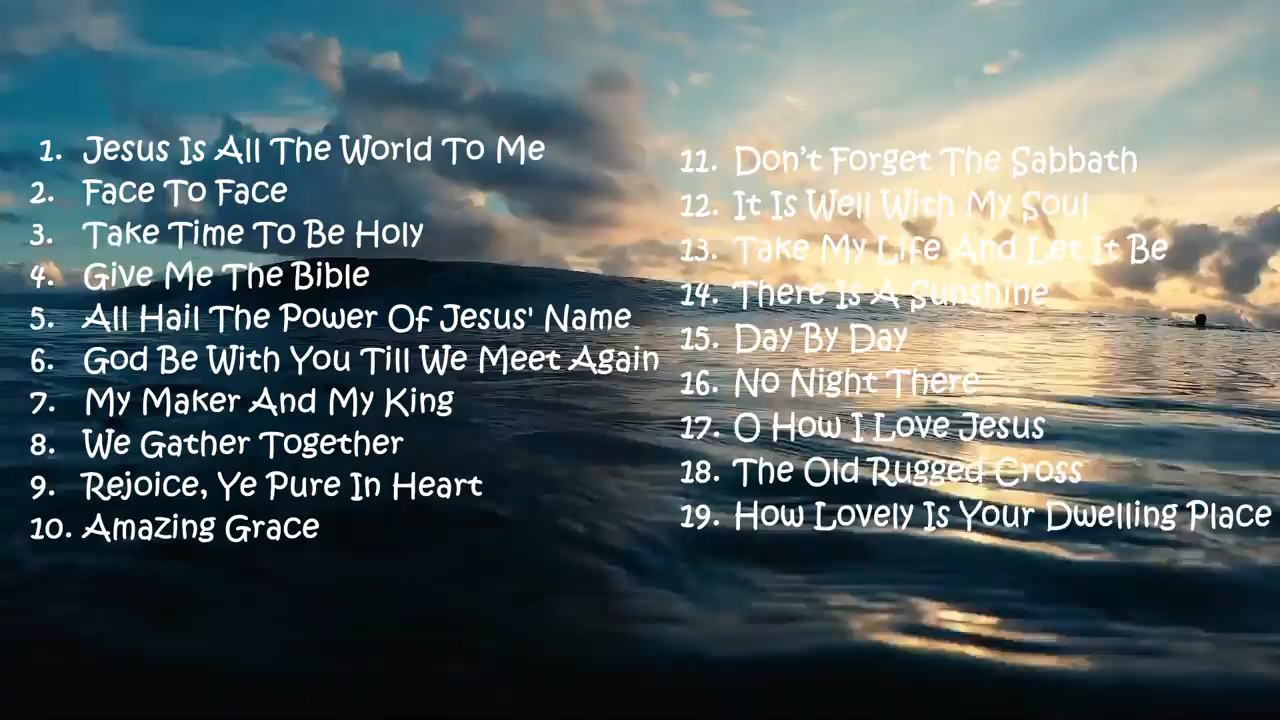 1. Jesus Is All The World To Me
2. Face To Face
3. Take Time To Be Holy
4. Give Me The Bible
5. All Hail The Power Of Jesus' Name
6. God Be With You Till We Meet Again
7. My Maker And My King
8. We Gather Together
9. Rejoice, Ye Pure In Heart
10. Amazing Grace
11. Don't Forget The Sabbath
12. It Is Well With My Soul
13. Take My Life And Let It Be
14. There Is A Sunshine
15. Day By Day
16. No Night There
17. O How I Love Jesus
18. The Old Rugged Cross
19. How Lovely Is Your Dwelling Place